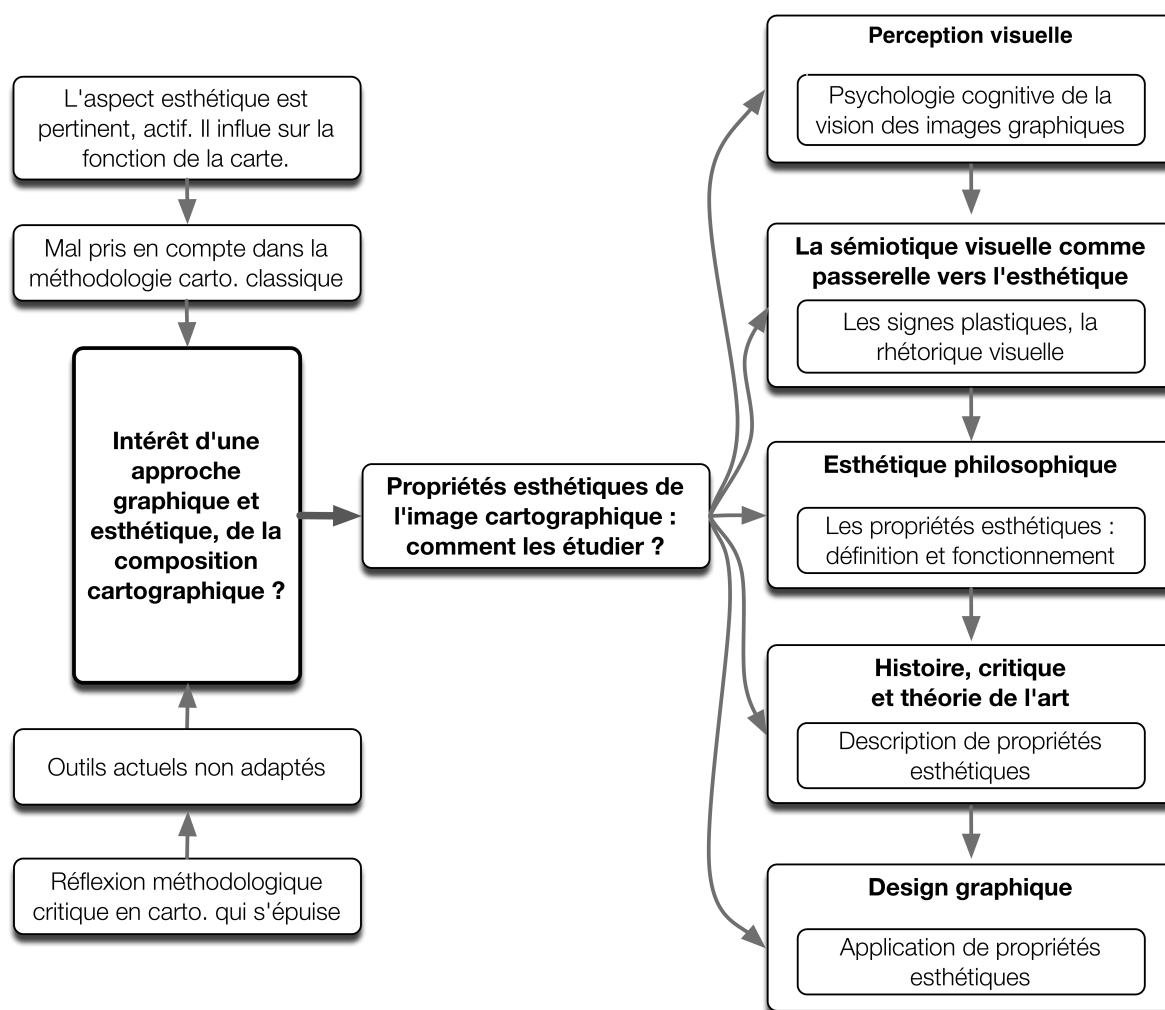 L'aspect esthétique est
pertinent, actif. Il influe sur la
fonction de la carte.
Mal pris en compte dans la
méthodologie carto. classique
Intérêt d'une
approche
graphique et
esthétique, de la
composition
cartographique ?
Outils actuels non adaptés
Réflexion méthodologique
critique en carto. qui s'épuise
Propriétés esthétiques de
l'image cartographique :
comment les étudier ?
Perception visuelle
Psychologie cognitive de la
vision des images graphiques
La sémiotique visuelle comme
passerelle vers l'esthétique
Les signes plastiques, la
rhétorique visuelle
Esthétique philosophique
Les propriétés esthétiques :
définition et fonctionnement
Histoire, critique
et théorie de l'art
Description de propriétés
esthétiques
Design graphique
Application de propriétés
esthétiques